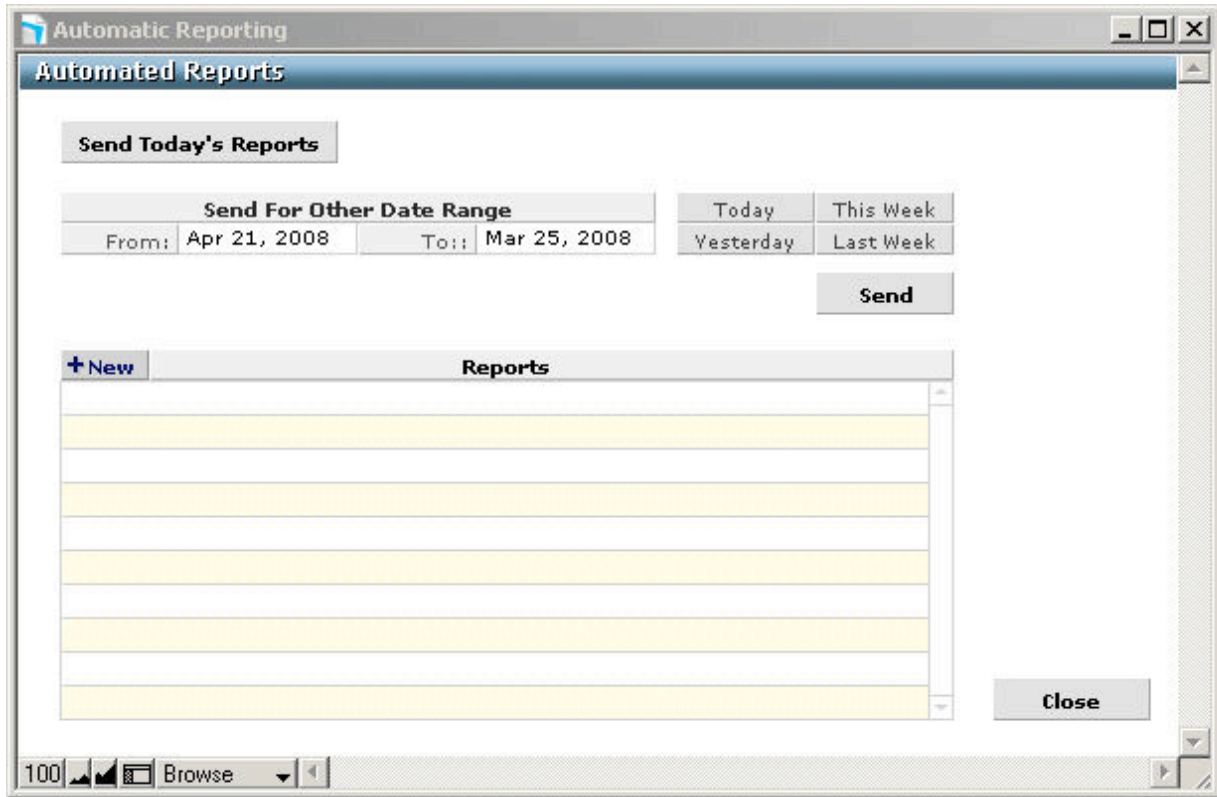 Automatic Reporting
Automated Reports
Send Today's Reports
Send For Other Date Range
From: Apr 21, 2008 To:: Mar 25, 2008
Today This Week
Yesterday Last Week
Send
+New Reports
Close
100 Browse